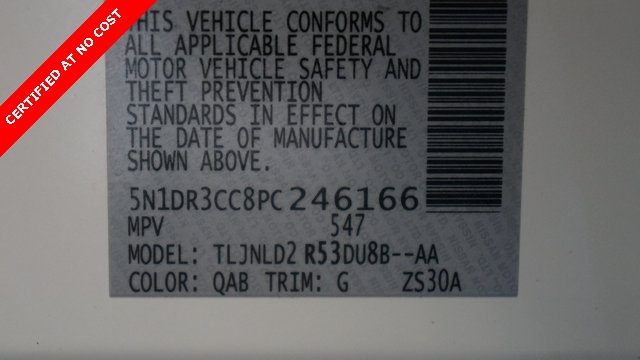 CERTIFIED AT NO COST
THIS VEHICLE CONFORMS TO
ALL APPLICABLE FEDERAL
MOTOR VEHICLE SAFETY AND
THEFT PREVENTION
STANDARDS IN EFFECT ON
THE DATE OF MANUFACTURE
SHOWN ABOVE.
5N1DR3CC8PC246166
MPV 547
MODEL: TLJNLD2 R53DU8B--AA
COLOR: QAB TRIM: G ZS30A